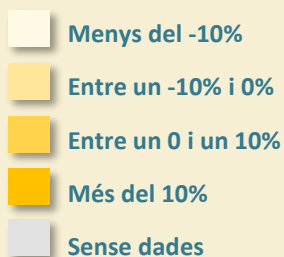 Menys del -10%
Entre un -10% i 0%
Entre un 0 i un 10%
Més del 10%
Sense dades